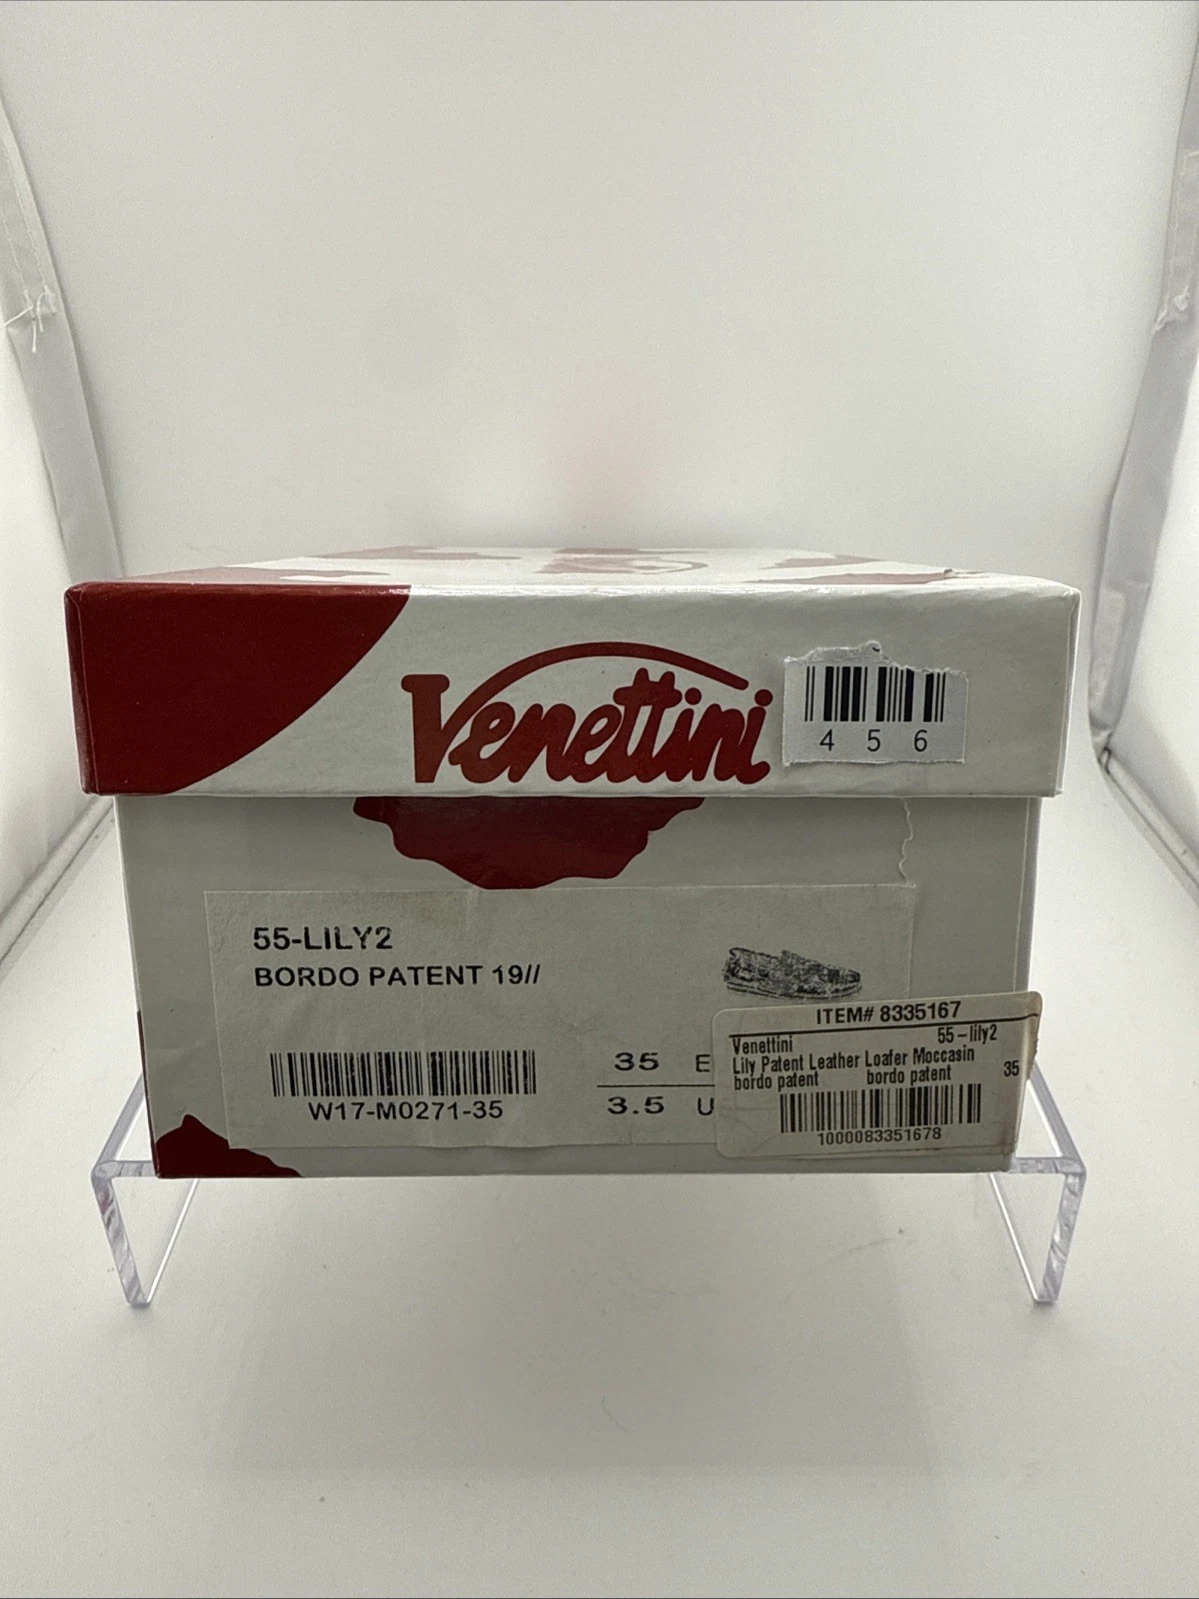 Venettini
4 5 6
55-LILY2
BORDO PATENT 19//
W17-M0271-35
35 E
3.5 U
ITEM# 8335167
Venettini 55-lily2
Lily Patent Leather Loafer Moccasin
bordo patent bordo patent 35
1000083351678